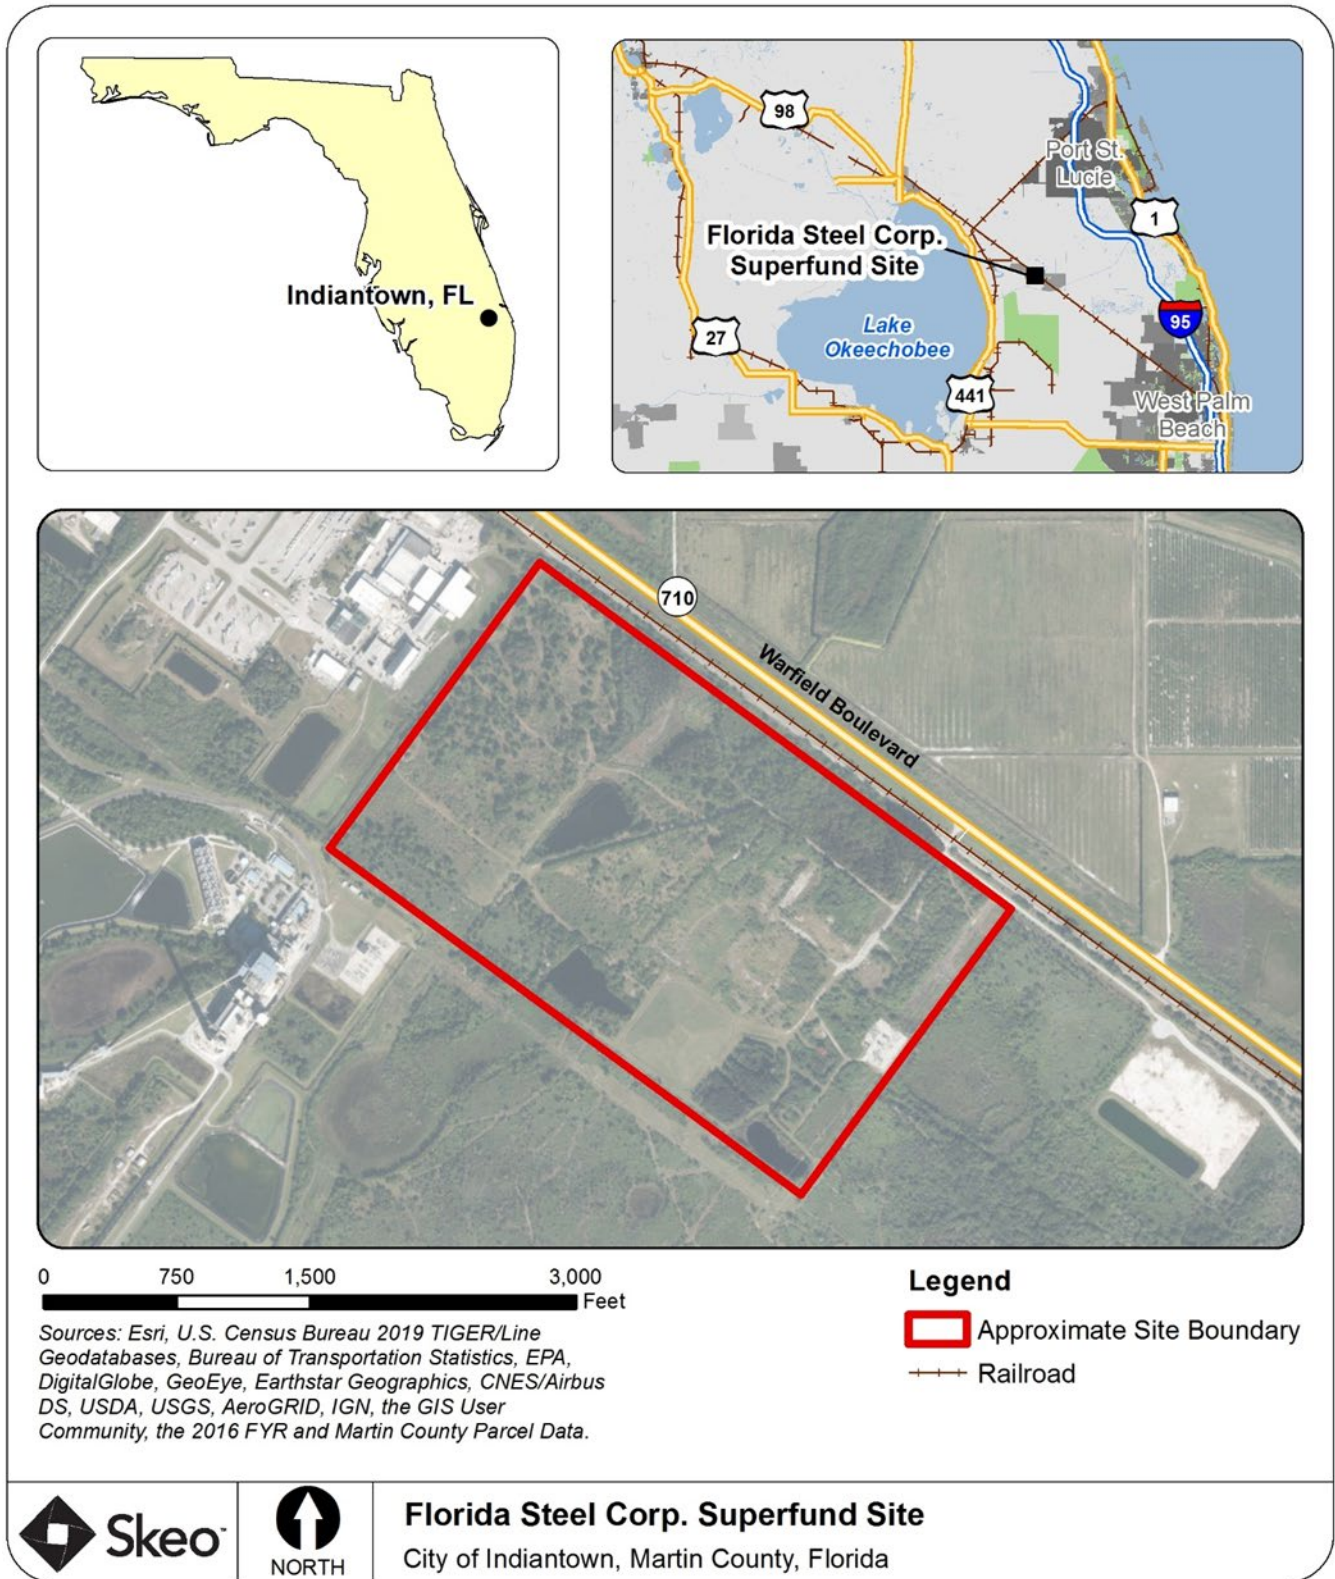 Indiantown, FL
98
Port St.
Lucie
1
Florida Steel Corp.
Superfund Site
Lake
Okeechobee
27
95
441
West Palm
Beach
710
Warfield Boulevard
0 750 1,500 3,000
Feet
Sources: Esri, U.S. Census Bureau 2019 TIGER/Line
Geodatabases, Bureau of Transportation Statistics, EPA,
DigitalGlobe, GeoEye, Earthstar Geographics, CNES/Airbus
DS, USDA, USGS, AeroGRID, IGN, the GIS User
Community, the 2016 FYR and Martin County Parcel Data.
Legend
Approximate Site Boundary
Railroad
Skeo
NORTH
Florida Steel Corp. Superfund Site
City of Indiantown, Martin County, Florida